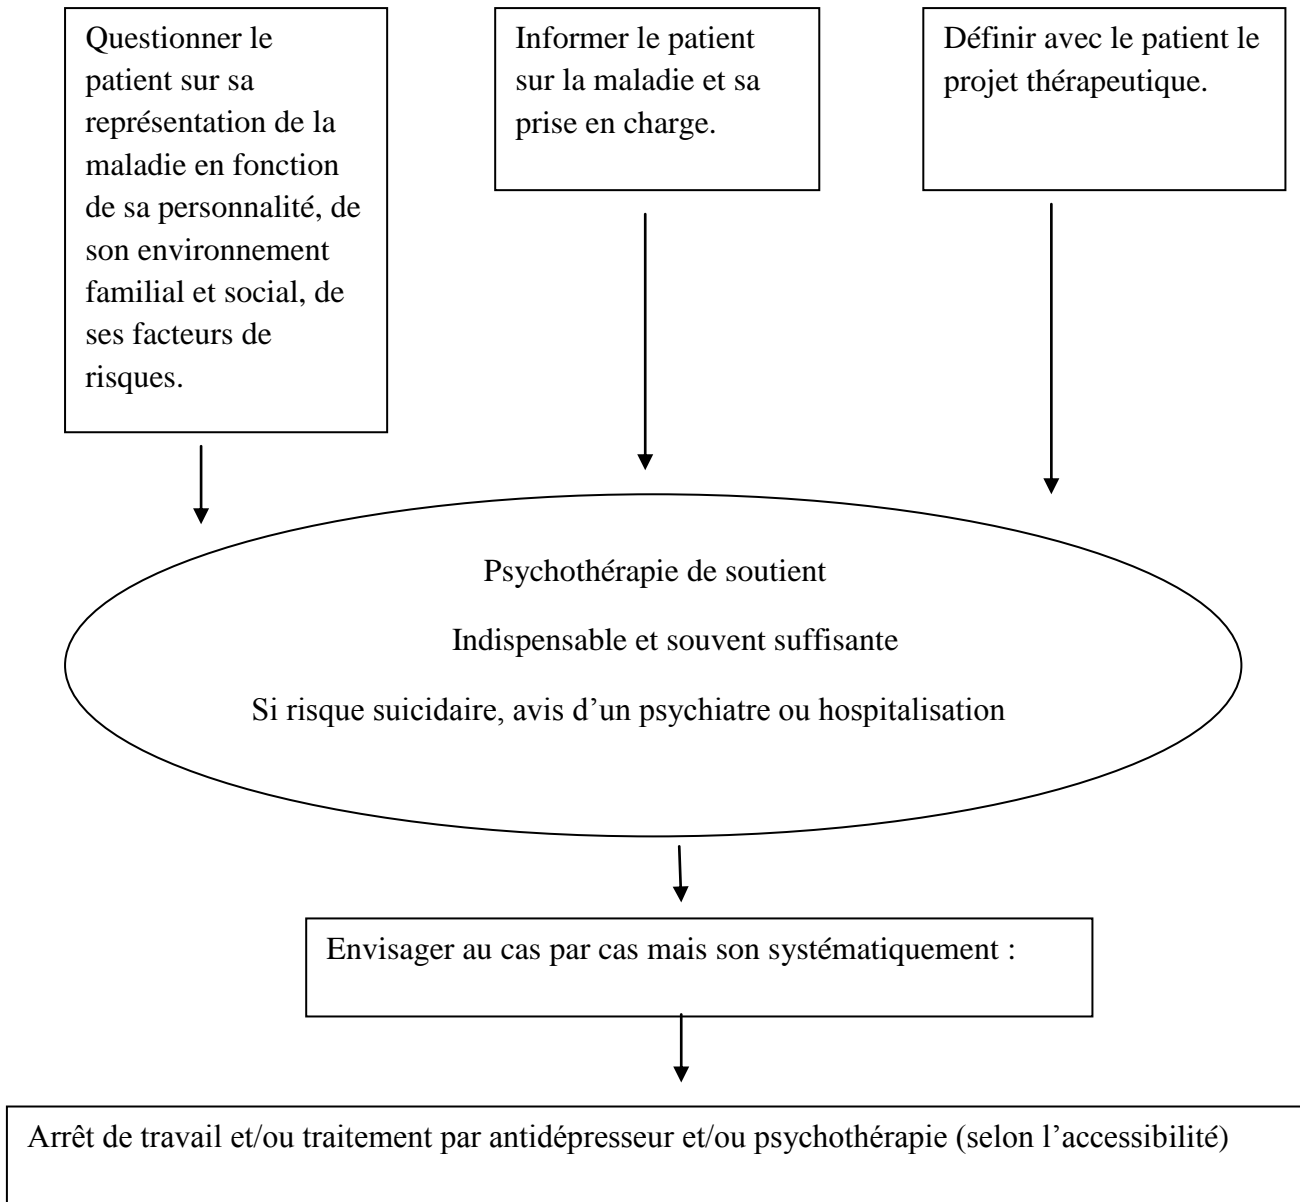 Questionner le
patient sur sa
représentation de la
maladie en fonction
de sa personnalité, de
son environnement
familial et social, de
ses facteurs de
risques.
Informer le patient
sur la maladie et sa
prise en charge.
Définir avec le patient le
projet thérapeutique.
Psychothérapie de soutient
Indispensable et souvent suffisante
Si risque suicidaire, avis d’un psychiatre ou hospitalisation
Envisager au cas par cas mais son systématiquement :
Arrêt de travail et/ou traitement par antidépresseur et/ou psychothérapie (selon l’accessibilité)